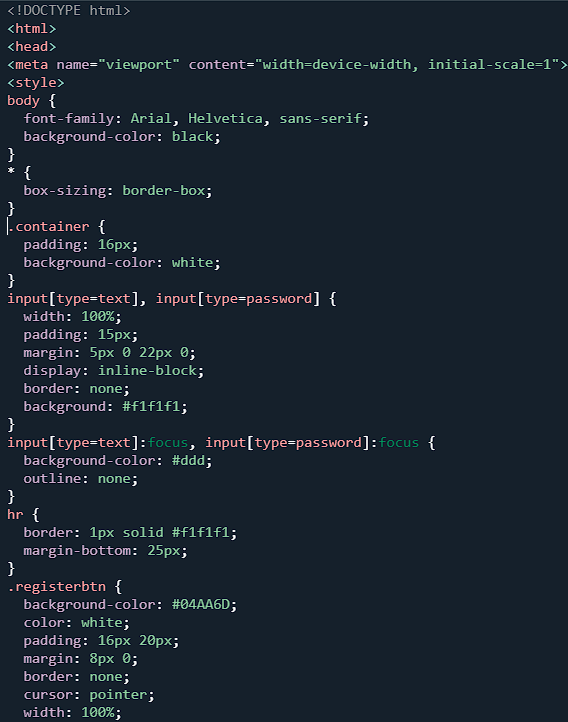 <!DOCTYPE html>
<html>
<head>
<meta name="viewport" content="width=device-width, initial-scale=1">
<style>
body {
  font-family: Arial, Helvetica, sans-serif;
  background-color: black;
}
* {
  box-sizing: border-box;
}
.container {
  padding: 16px;
  background-color: white;
}
input[type=text], input[type=password] {
  width: 100%;
  padding: 15px;
  margin: 5px 0 22px 0;
  display: inline-block;
  border: none;
  background: #f1f1f1;
}
input[type=text]:focus, input[type=password]:focus {
  background-color: #ddd;
  outline: none;
}
hr {
  border: 1px solid #f1f1f1;
  margin-bottom: 25px;
}
.registerbtn {
  background-color: #04AA6D;
  color: white;
  padding: 16px 20px;
  margin: 8px 0;
  border: none;
  cursor: pointer;
  width: 100%;